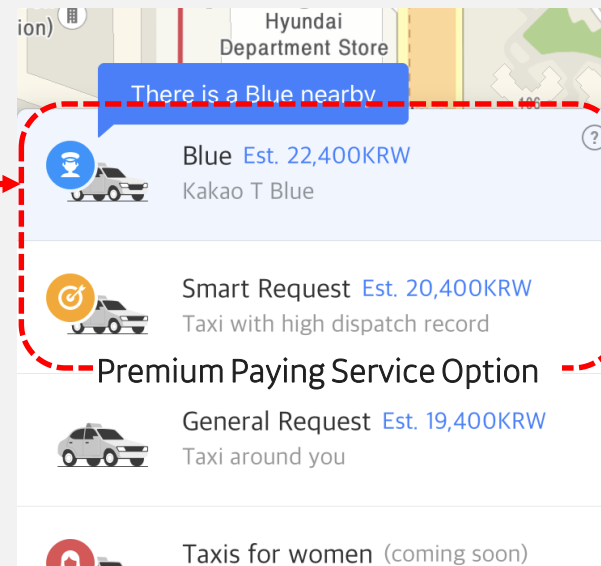 ion)
Hyundai
Department Store
There is a Blue nearby
106
Blue Est. 22,400KRW
?
Kakao T Blue
Smart Request Est. 20,400KRW
Taxi with high dispatch record
Premium Paying Service Option
General Request Est. 19,400KRW
Taxi around you
Taxis for women (coming soon)